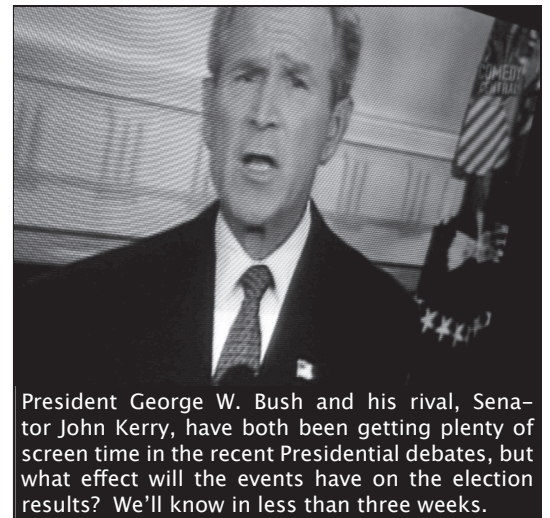 COMEDY
CENTRAL
President George W. Bush and his rival, Sena-
tor John Kerry, have both been getting plenty of
screen time in the recent Presidential debates, but
what effect will the events have on the election
results? We'll know in less than three weeks.